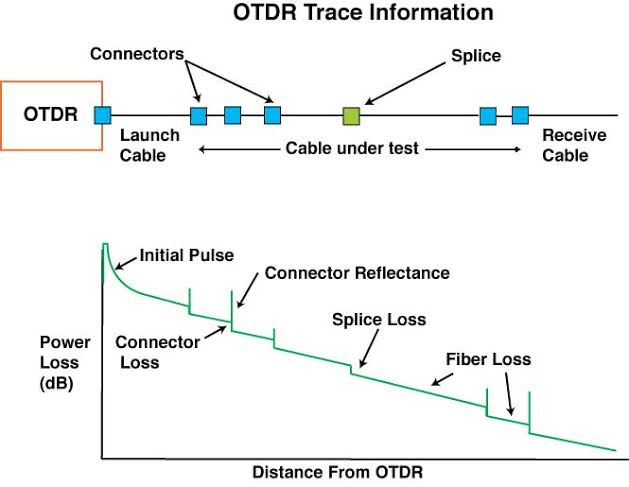 OTDR Trace Information
Connectors
Splice
OTDR
Launch
Cable
Cable under test
Receive
Cable
Initial Pulse
Connector Reflectance
Splice Loss
Power
Loss
(dB)
Connector
Loss
Fiber Loss
Distance From OTDR